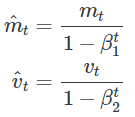 m̂_t = m_t / (1 − β_1^t)
v̂_t = v_t / (1 − β_2^t)